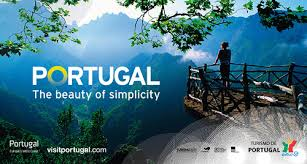 PORTUGAL
The beauty of simplicity
Portugal
visitportugal.com
TURISMO DE
PORTUGAL